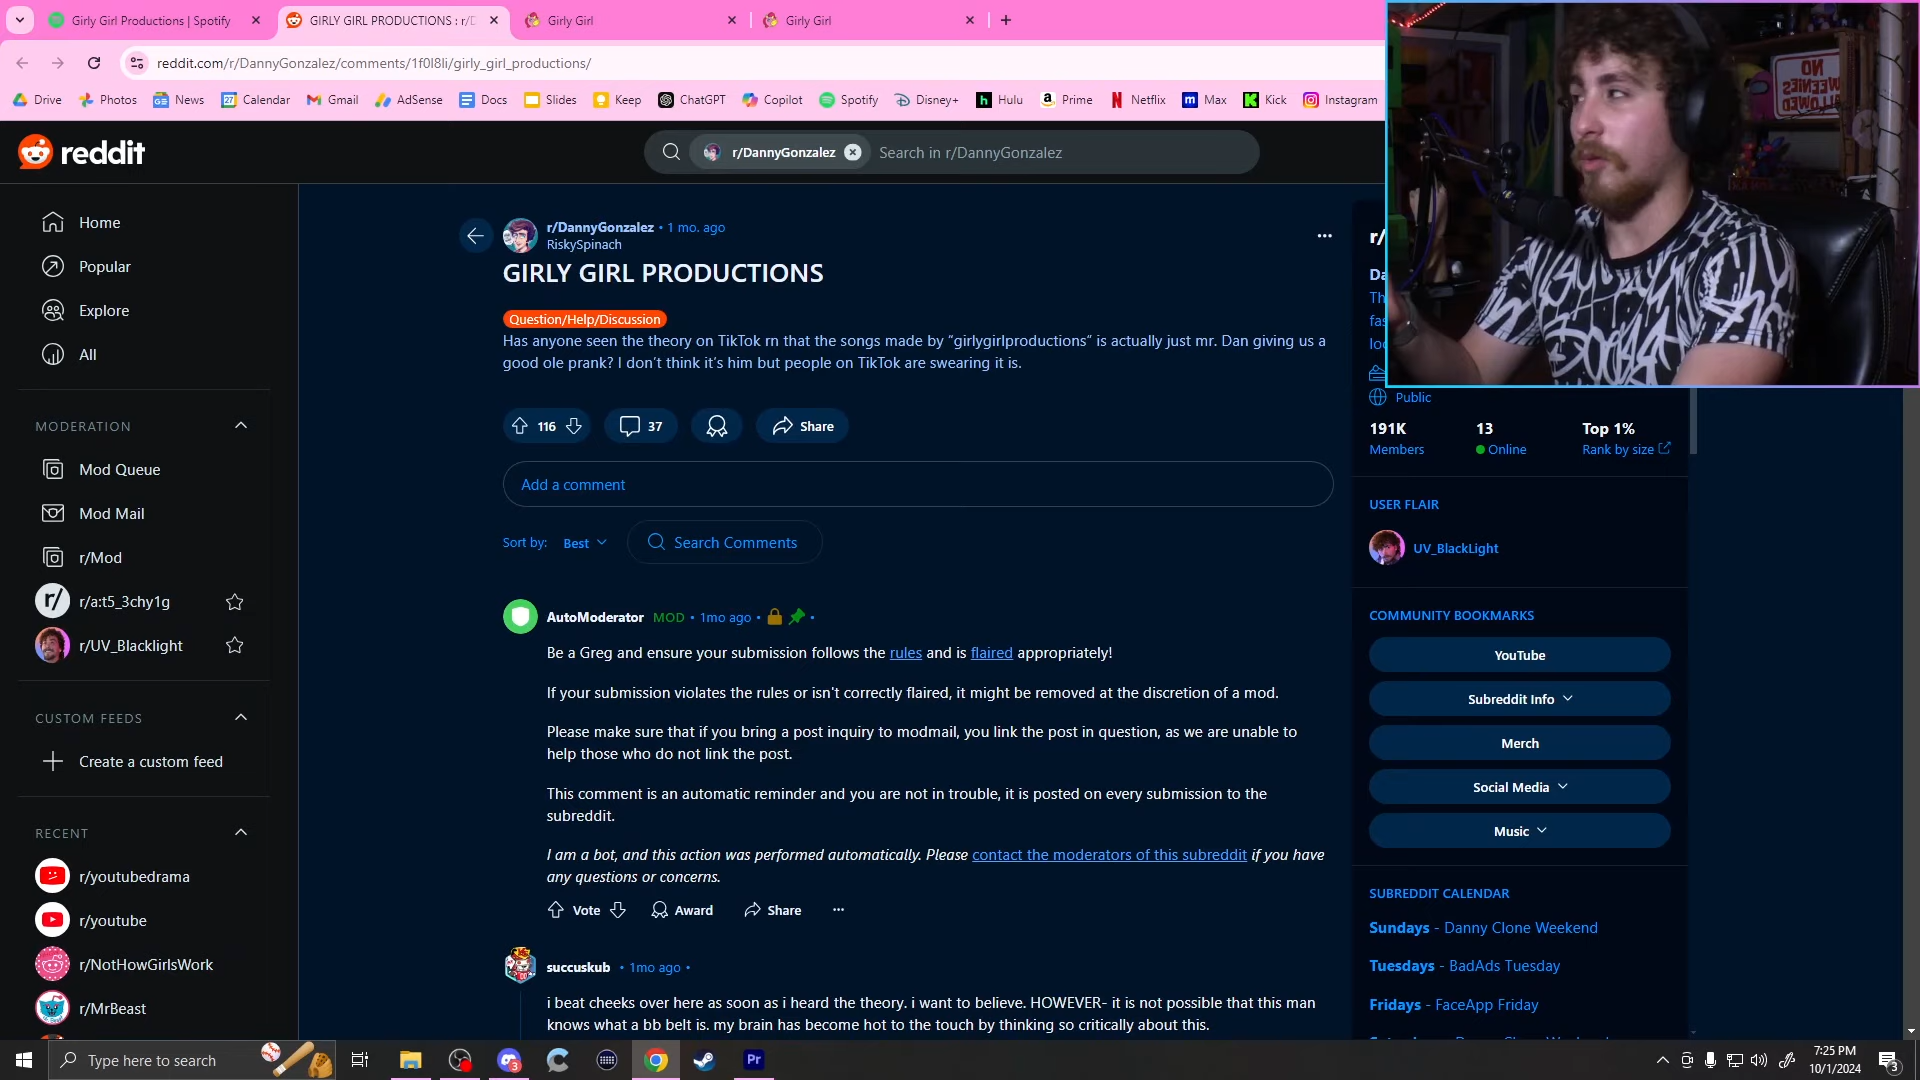 Girly Girl Productions | Spotify
GIRLY GIRL PRODUCTIONS : r/D
Girly Girl
Girly Girl
reddit.com/r/DannyGonzalez/comments/1f0l8li/girly_girl_productions/
Drive
Photos
News
Calendar
Gmail
AdSense
Docs
Slides
Keep
ChatGPT
Copilot
Spotify
Disney+
Hulu
Prime
Netflix
Max
Kick
Instagram
NO
WEENIES
ALLOWED
reddit
r/DannyGonzalez
Search in r/DannyGonzalez
Home
Popular
Explore
All
MODERATION
Mod Queue
Mod Mail
r/Mod
r/a:t5_3chy1g
r/UV_Blacklight
CUSTOM FEEDS
Create a custom feed
RECENT
r/youtubedrama
r/youtube
r/NotHowGirlsWork
r/MrBeast
r/DannyGonzalez • 1 mo. ago
RiskySpinach
GIRLY GIRL PRODUCTIONS
Question/Help/Discussion
Has anyone seen the theory on TikTok rn that the songs made by “girlygirlproductions” is actually just mr. Dan giving us a
good ole prank? I don’t think it’s him but people on TikTok are swearing it is.
116
37
Share
Add a comment
Sort by: Best
Search Comments
AutoModerator MOD • 1mo ago •
Be a Greg and ensure your submission follows the rules and is flaired appropriately!
If your submission violates the rules or isn't correctly flaired, it might be removed at the discretion of a mod.
Please make sure that if you bring a post inquiry to modmail, you link the post in question, as we are unable to
help those who do not link the post.
This comment is an automatic reminder and you are not in trouble, it is posted on every submission to the
subreddit.
I am a bot, and this action was performed automatically. Please contact the moderators of this subreddit if you have
any questions or concerns.
Vote
Award
Share
succuskub • 1mo ago •
i beat cheeks over here as soon as i heard the theory. i want to believe. HOWEVER- it is not possible that this man
knows what a bb belt is. my brain has become hot to the touch by thinking so critically about this.
r/
Da
Th
fas
loc
Public
191K
Members
13
Online
Top 1%
Rank by size
USER FLAIR
UV_BlackLight
COMMUNITY BOOKMARKS
YouTube
Subreddit Info
Merch
Social Media
Music
SUBREDDIT CALENDAR
Sundays - Danny Clone Weekend
Tuesdays - BadAds Tuesday
Fridays - FaceApp Friday
Type here to search
Pr
7:25 PM
10/1/2024
3